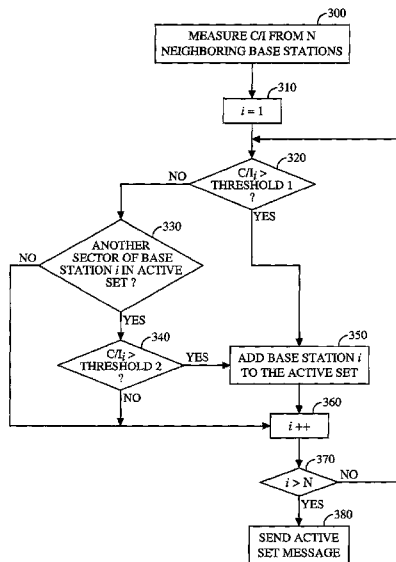 300
MEASURE C/I FROM N
NEIGHBORING BASE STATIONS
310
i = 1
320
C/Ii >
THRESHOLD 1
?
NO
YES
330
ANOTHER
SECTOR OF BASE
STATION i IN ACTIVE
SET ?
NO
YES
340
C/Ii >
THRESHOLD 2
?
YES
NO
350
ADD BASE STATION i
TO THE ACTIVE SET
360
i ++
370
i > N
NO
YES
380
SEND ACTIVE
SET MESSAGE